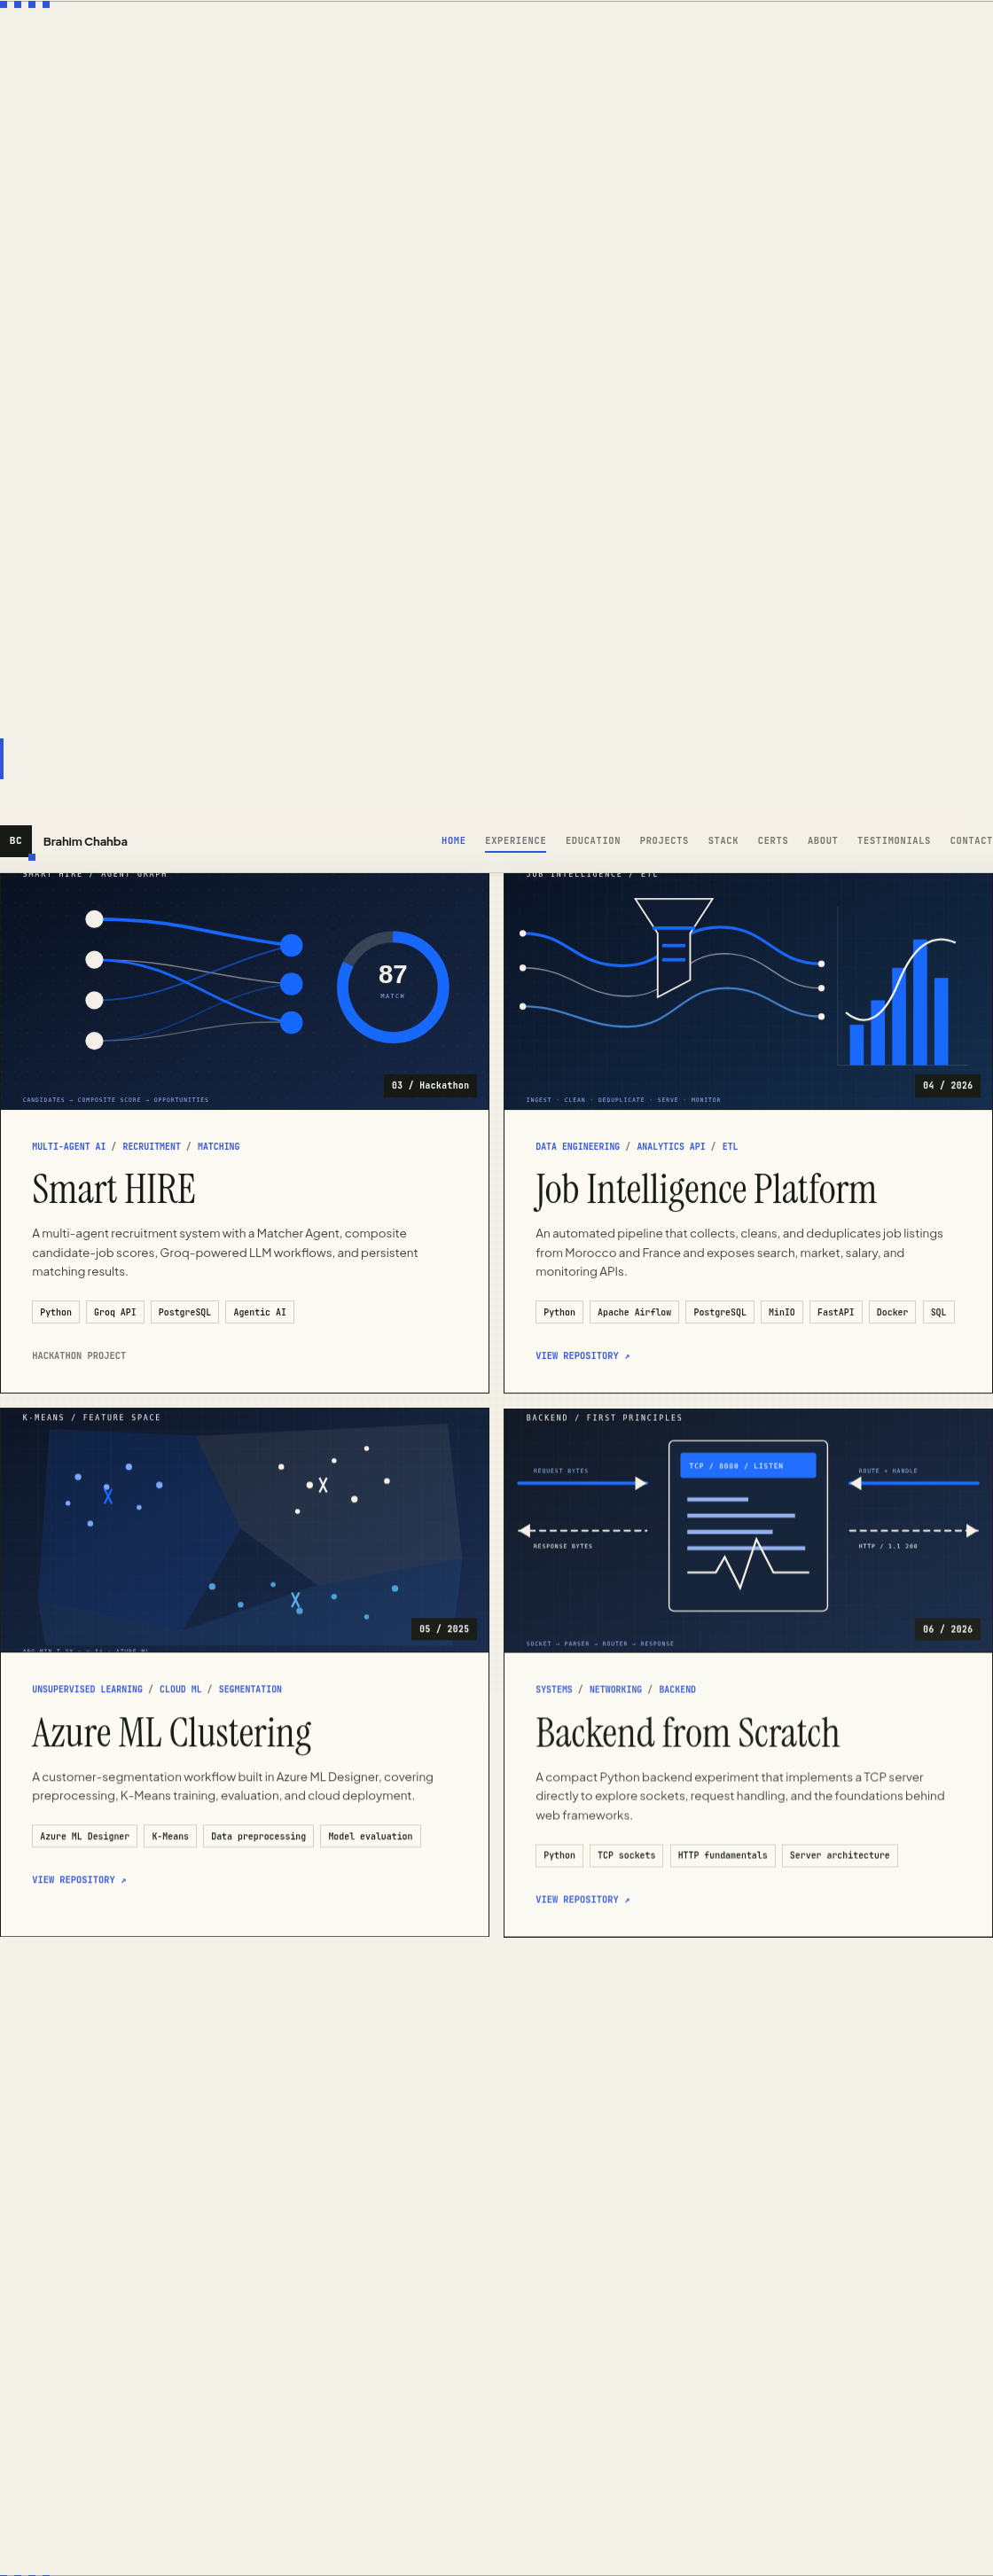 BC
Brahim Chahba
HOME EXPERIENCE EDUCATION PROJECTS STACK CERTS ABOUT TESTIMONIALS CONTACT
SMART HIRE / AGENT GRAPH
87
MATCH
03 / Hackathon
CANDIDATES → COMPOSITE SCORE → OPPORTUNITIES
MULTI-AGENT AI / RECRUITMENT / MATCHING
Smart HIRE
A multi-agent recruitment system with a Matcher Agent, composite
candidate-job scores, Groq-powered LLM workflows, and persistent
matching results.
Python Groq API PostgreSQL Agentic AI
HACKATHON PROJECT
JOB INTELLIGENCE / ETL
04 / 2026
INGEST · CLEAN · DEDUPLICATE · SERVE · MONITOR
DATA ENGINEERING / ANALYTICS API / ETL
Job Intelligence Platform
An automated pipeline that collects, cleans, and deduplicates job listings
from Morocco and France and exposes search, market, salary, and
monitoring APIs.
Python Apache Airflow PostgreSQL MinIO FastAPI Docker SQL
VIEW REPOSITORY ↗
K-MEANS / FEATURE SPACE
X
X
X
05 / 2025
UNSUPERVISED LEARNING / CLOUD ML / SEGMENTATION
Azure ML Clustering
A customer-segmentation workflow built in Azure ML Designer, covering
preprocessing, K-Means training, evaluation, and cloud deployment.
Azure ML Designer K-Means Data preprocessing Model evaluation
VIEW REPOSITORY ↗
BACKEND / FIRST PRINCIPLES
TCP / 8080 / LISTEN
REQUEST BYTES
ROUTE + HANDLE
RESPONSE BYTES
HTTP / 1.1 200
06 / 2026
SOCKET → PARSER → ROUTER → RESPONSE
SYSTEMS / NETWORKING / BACKEND
Backend from Scratch
A compact Python backend experiment that implements a TCP server
directly to explore sockets, request handling, and the foundations behind
web frameworks.
Python TCP sockets HTTP fundamentals Server architecture
VIEW REPOSITORY ↗